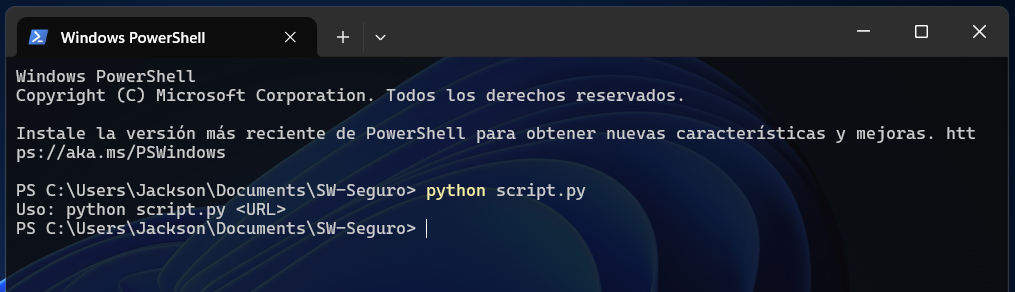 Windows PowerShell
Windows PowerShell
Copyright (C) Microsoft Corporation. Todos los derechos reservados.
Instale la versión más reciente de PowerShell para obtener nuevas características y mejoras. htt
ps://aka.ms/PSWindows
PS C:\Users\Jackson\Documents\SW-Seguro> python script.py
Uso: python script.py <URL>
PS C:\Users\Jackson\Documents\SW-Seguro>